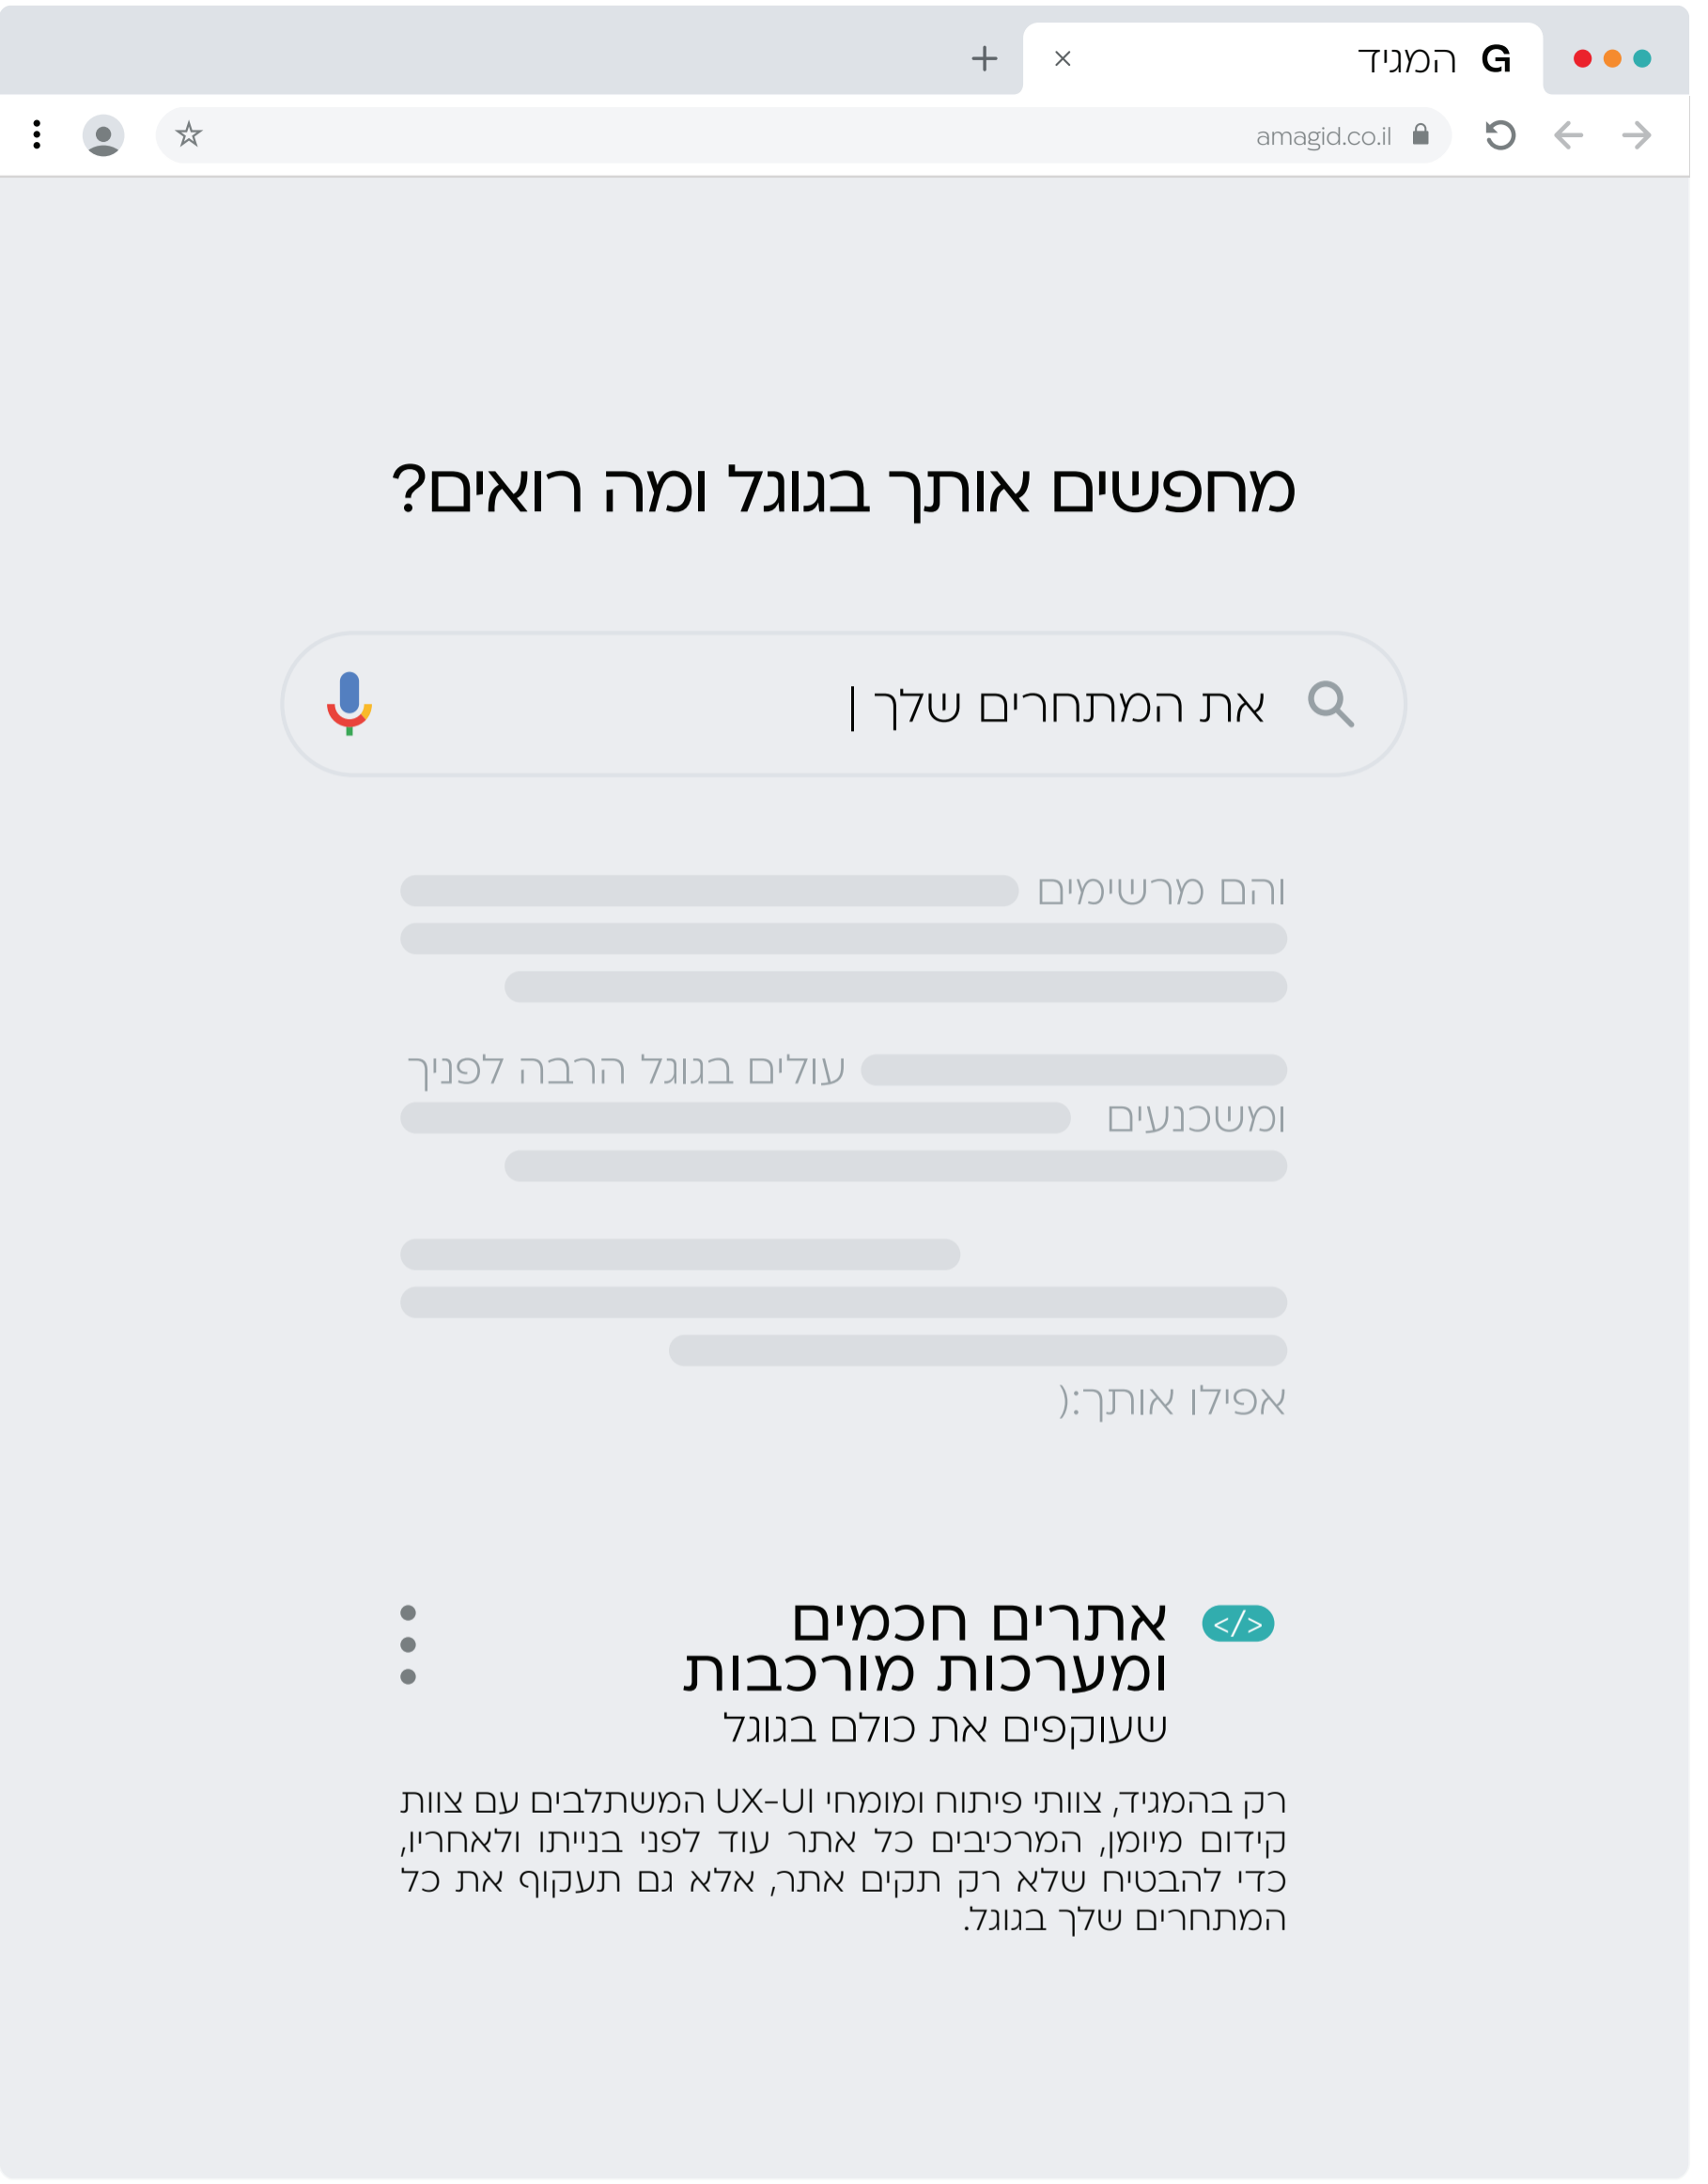 G המגיד
amagid.co.il
מחפשים אותך בגוגל ומה רואים?
את המתחרים שלך
והם מרשימים
עולים בגוגל הרבה לפניך
ומשכנעים
אפילו אותך:(
</> אתרים חכמים
ומערכות מורכבות
שעוקפים את כולם בגוגל
רק בהמגיד, צוותי פיתוח ומומחי UX-UI המשתלבים עם צוות
קידום מיומן, המרכיבים כל אתר עוד לפני בנייתו ולאחריו,
כדי להבטיח שלא רק תקים אתר, אלא גם תעקוף את כל
המתחרים שלך בגוגל.